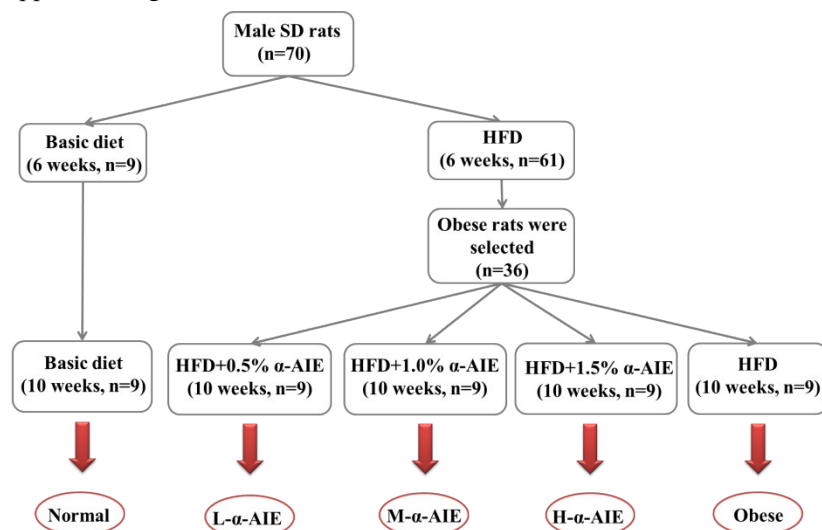 Male SD rats
(n=70)
Basic diet
(6 weeks, n=9)
HFD
(6 weeks, n=61)
Obese rats were
selected
(n=36)
Basic diet
(10 weeks, n=9)
HFD+0.5% α-AIE
(10 weeks, n=9)
HFD+1.0% α-AIE
(10 weeks, n=9)
HFD+1.5% α-AIE
(10 weeks, n=9)
HFD
(10 weeks, n=9)
Normal
L-α-AIE
M-α-AIE
H-α-AIE
Obese